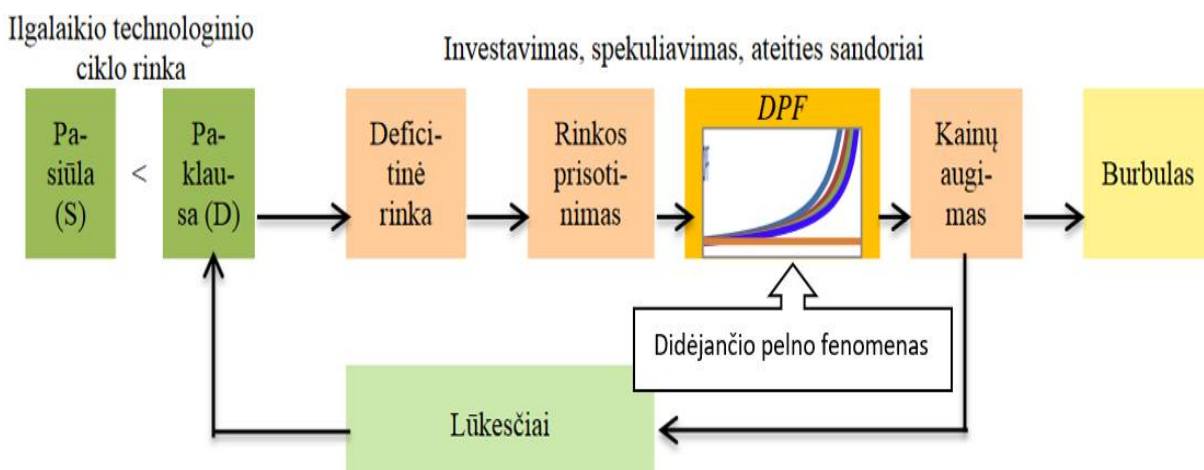 Ilgalaikio technologinio
ciklo rinka
Investavimas, spekuliavimas, ateities sandoriai
Pa-
siūla
(S)
<
Pa-
klau-
sa (D)
Defici-
tinė
rinka
Rinkos
prisoti-
nimas
DPF
Kainų
augi-
mas
Burbulas
Didėjančio pelno fenomenas
Lūkesčiai